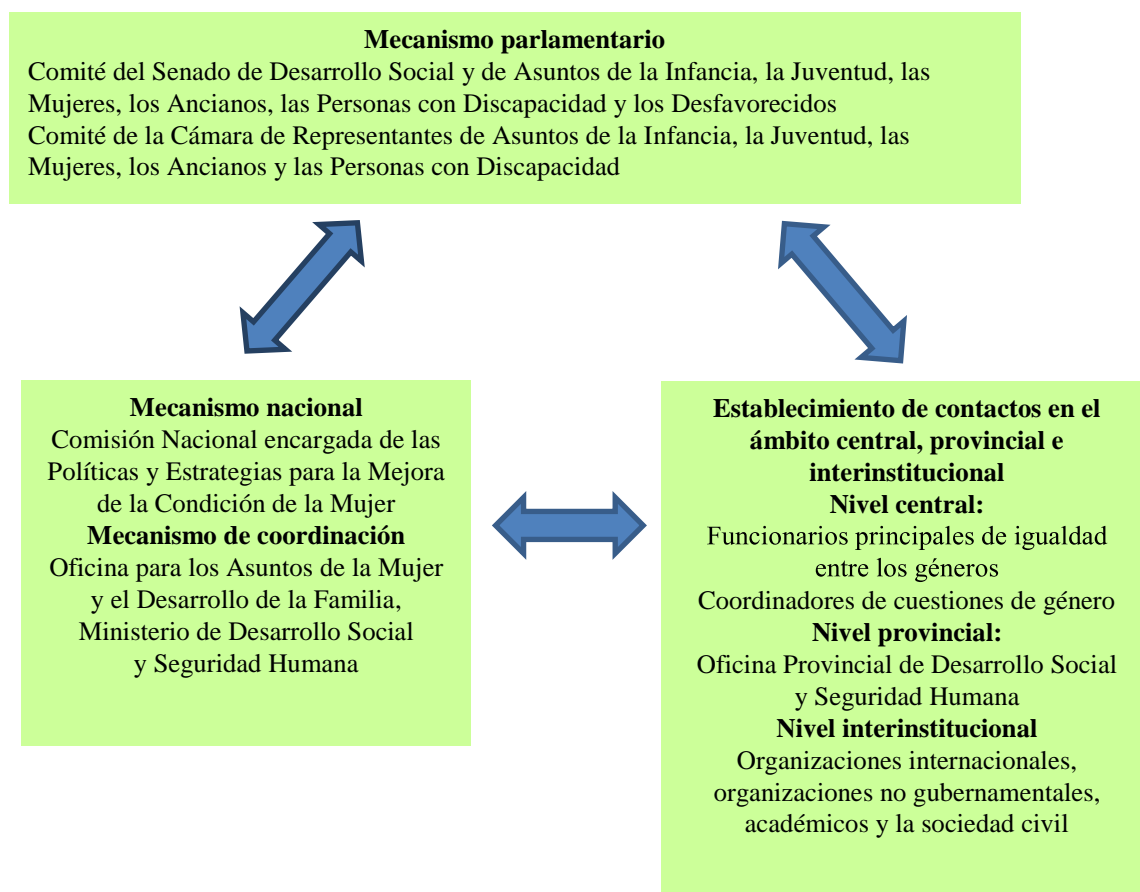 Mecanismo parlamentario
Comité del Senado de Desarrollo Social y de Asuntos de la Infancia, la Juventud, las
Mujeres, los Ancianos, las Personas con Discapacidad y los Desfavorecidos
Comité de la Cámara de Representantes de Asuntos de la Infancia, la Juventud, las
Mujeres, los Ancianos y las Personas con Discapacidad
Mecanismo nacional
Comisión Nacional encargada de las
Políticas y Estrategias para la Mejora
de la Condición de la Mujer
Mecanismo de coordinación
Oficina para los Asuntos de la Mujer
y el Desarrollo de la Familia,
Ministerio de Desarrollo Social
y Seguridad Humana
Establecimiento de contactos en el
ámbito central, provincial e
interinstitucional
Nivel central:
Funcionarios principales de igualdad
entre los géneros
Coordinadores de cuestiones de género
Nivel provincial:
Oficina Provincial de Desarrollo Social
y Seguridad Humana
Nivel interinstitucional
Organizaciones internacionales,
organizaciones no gubernamentales,
académicos y la sociedad civil